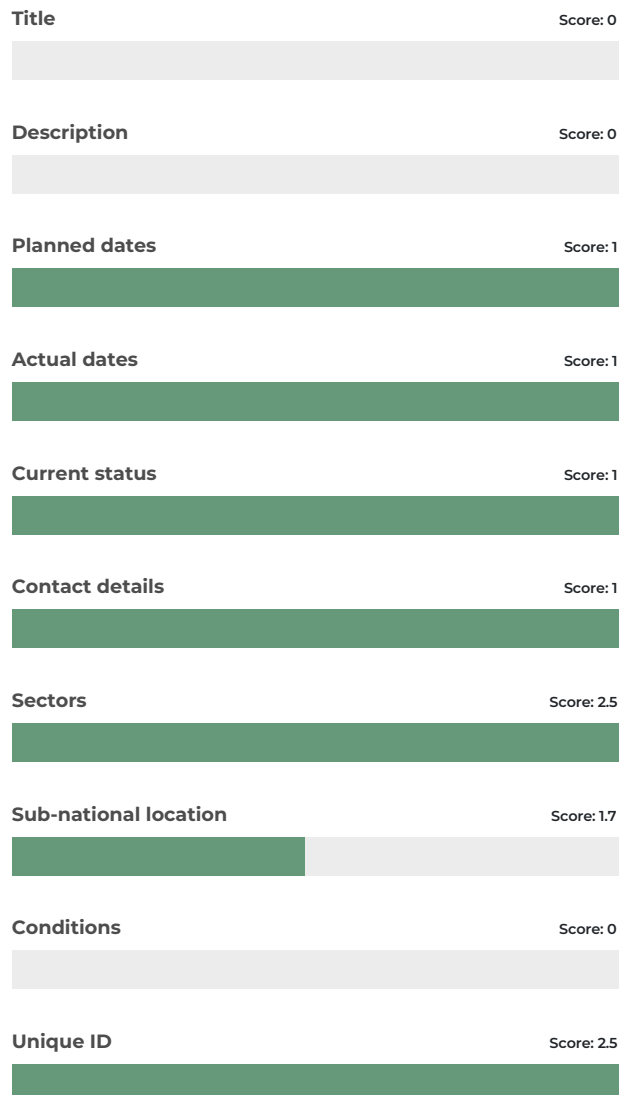 Title Score: 0
Description Score: 0
Planned dates Score: 1
Actual dates Score: 1
Current status Score: 1
Contact details Score: 1
Sectors Score: 2.5
Sub-national location Score: 1.7
Conditions Score: 0
Unique ID Score: 2.5